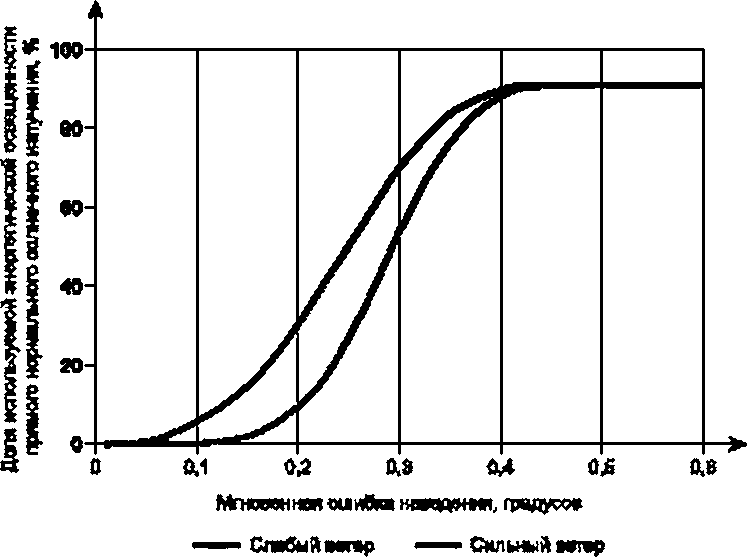 Доля используемой энергетической освещенности
прямого нормального солнечного излучения, %
100
80
60
40
20
0
0 0,1 0,2 0,3 0,4 0,5 0,6
Мгновенная ошибка наведения, градусов
Слабый ветер Сильный ветер